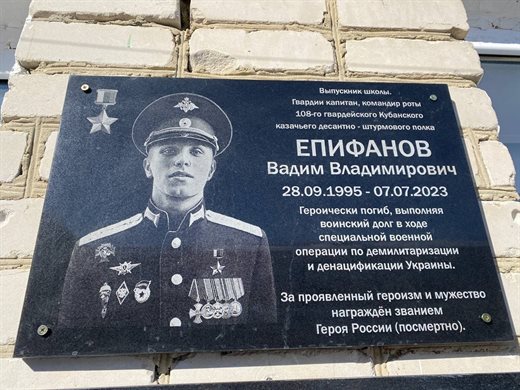 Выпускник школы.
Гвардии капитан, командир роты
108-го гвардейского Кубанского
казачьего десантно - штурмового полка
ЕПИФАНОВ
Вадим Владимирович
28.09.1995 - 07.07.2023
Героически погиб, выполняя
воинский долг в ходе
специальной военной
операции по демилитаризации
и денацификации Украины.
За проявленный героизм и мужество
награждён званием
Героя России (посмертно).